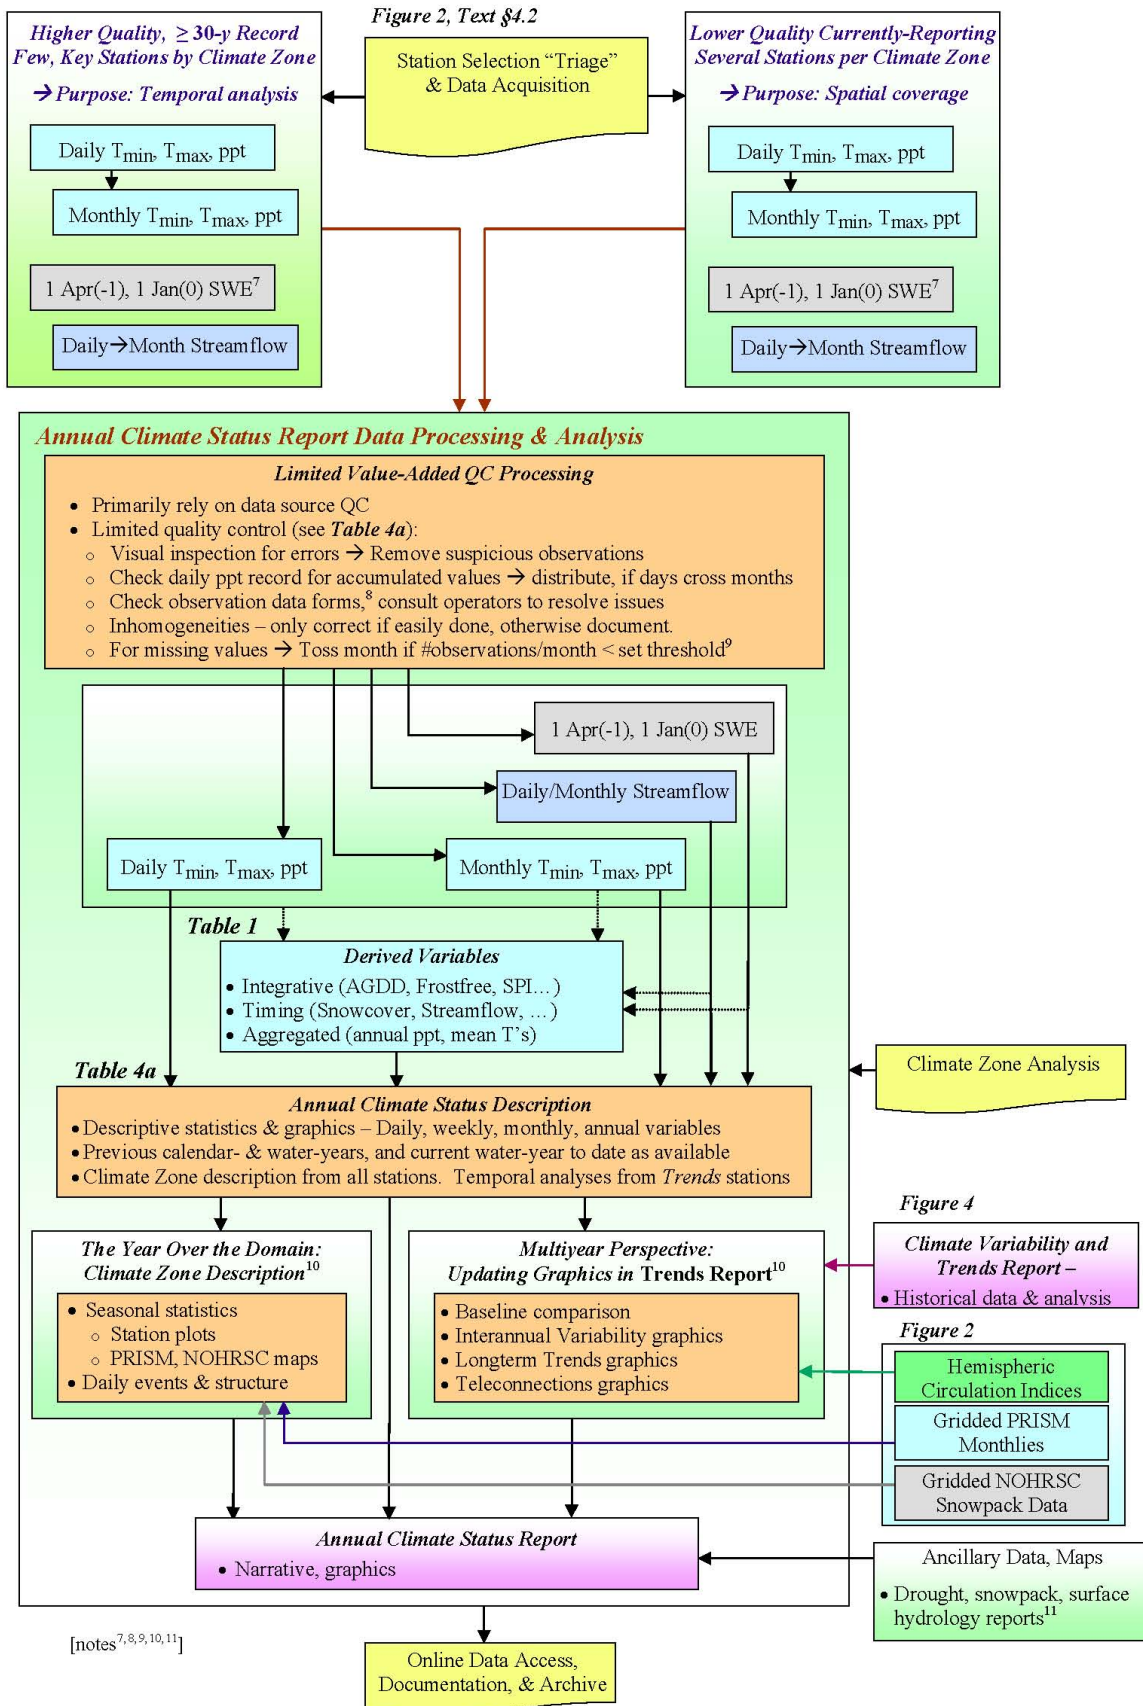 Figure 2, Text §4.2
Higher Quality, ≥ 30-y Record
Few, Key Stations by Climate Zone
→ Purpose: Temporal analysis
Daily Tmin, Tmax, ppt
Monthly Tmin, Tmax, ppt
1 Apr(-1), 1 Jan(0) SWE7
Daily→Month Streamflow
Station Selection “Triage”
& Data Acquisition
Lower Quality Currently-Reporting
Several Stations per Climate Zone
→ Purpose: Spatial coverage
Daily Tmin, Tmax, ppt
Monthly Tmin, Tmax, ppt
1 Apr(-1), 1 Jan(0) SWE7
Daily→Month Streamflow
Annual Climate Status Report Data Processing & Analysis
Limited Value-Added QC Processing
• Primarily rely on data source QC
• Limited quality control (see Table 4a):
o Visual inspection for errors → Remove suspicious observations
o Check daily ppt record for accumulated values → distribute, if days cross months
o Check observation data forms,8 consult operators to resolve issues
o Inhomogeneities – only correct if easily done, otherwise document.
o For missing values → Toss month if #observations/month < set threshold9
1 Apr(-1), 1 Jan(0) SWE
Daily/Monthly Streamflow
Daily Tmin, Tmax, ppt
Monthly Tmin, Tmax, ppt
Table 1
Derived Variables
• Integrative (AGDD, Frostfree, SPI…)
• Timing (Snowcover, Streamflow, …)
• Aggregated (annual ppt, mean T’s)
Table 4a
Climate Zone Analysis
Annual Climate Status Description
• Descriptive statistics & graphics – Daily, weekly, monthly, annual variables
• Previous calendar- & water-years, and current water-year to date as available
• Climate Zone description from all stations. Temporal analyses from Trends stations
The Year Over the Domain:
Climate Zone Description10
• Seasonal statistics
o Station plots
o PRISM, NOHRSC maps
• Daily events & structure
Multiyear Perspective:
Updating Graphics in Trends Report10
• Baseline comparison
• Interannual Variability graphics
• Longterm Trends graphics
• Teleconnections graphics
Figure 4
Climate Variability and
Trends Report –
• Historical data & analysis
Figure 2
Hemispheric
Circulation Indices
Gridded PRISM
Monthlies
Gridded NOHRSC
Snowpack Data
Annual Climate Status Report
• Narrative, graphics
Ancillary Data, Maps
• Drought, snowpack, surface
hydrology reports11
[notes7,8,9,10,11]
Online Data Access,
Documentation, & Archive